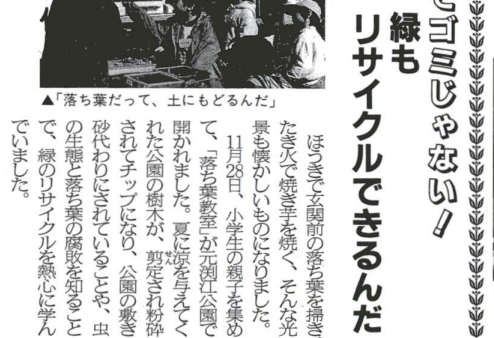 てゴミじゃない！
緑も
リサイクルできるんだ
▲「落ち葉だって、土にもどるんだ」
ほうきで玄関前の落ち葉を掃き
たき火で焼き芋を焼く、そんな光
景も懐かしいものになりました。
11月28日、小学生の親子を集め
て、「落ち葉教室」が元渕江公園で
開かれました。夏に涼を与えてく
れた公園の樹木が、剪定され粉砕
されてチップになり、公園の敷き
砂代わりにされていることや、虫
の生態と落ち葉の腐敗を知ること
で、緑のリサイクルを熱心に学ん
でいました。